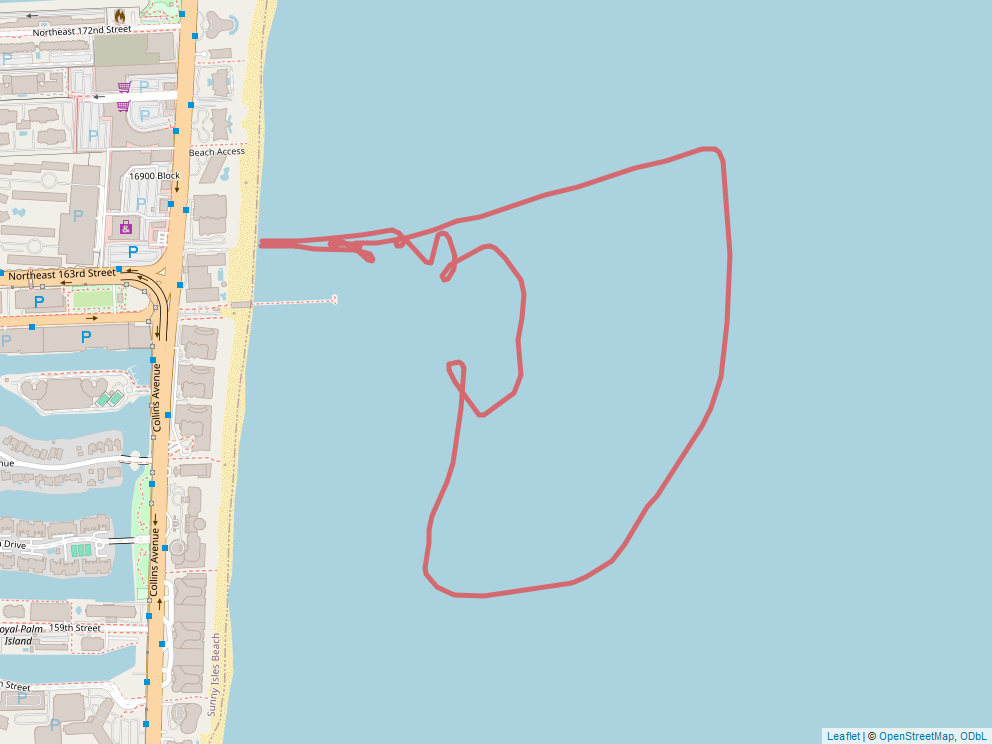 Northeast 172nd Street
P
P
P
P
Beach Access
16900 Block
P
P
P
Northeast 163rd Street
P
P
P
Collins Avenue
nue
n Drive
Collins Avenue
oyal Palm
Island
159th Street
Sunny Isles Beach
h Street
P
P
Leaflet | © OpenStreetMap, ODbL